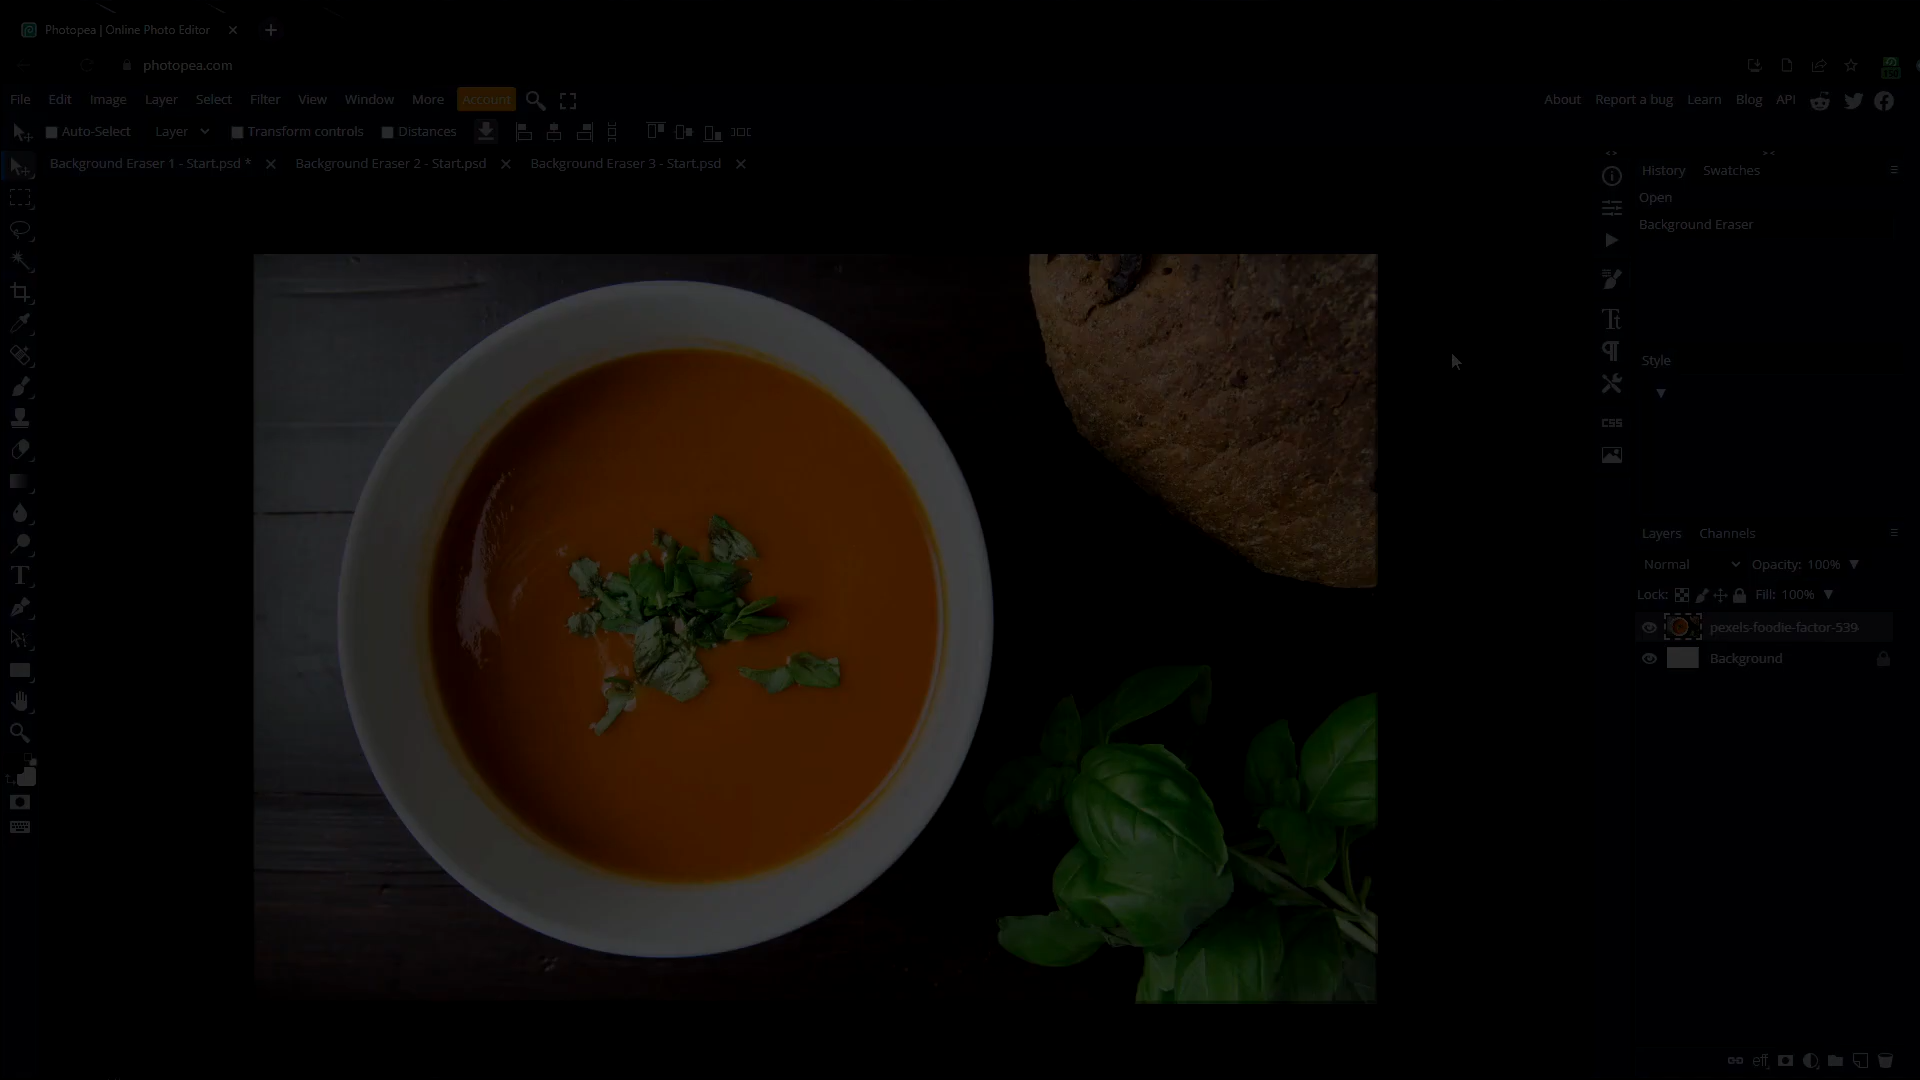 Photopea | Online Photo Editor
photopea.com
File Edit Image Layer Select Filter View Window More Account About Report a bug Learn Blog API
Auto-Select Layer Transform controls Distances
Background Eraser 1 - Start.psd * Background Eraser 2 - Start.psd Background Eraser 3 - Start.psd
History Swatches
Open
Background Eraser
Tt
Style
CSS
Layers Channels
Normal Opacity: 100%
Lock: Fill: 100%
pexels-foodie-factor-539
Background
T
eff